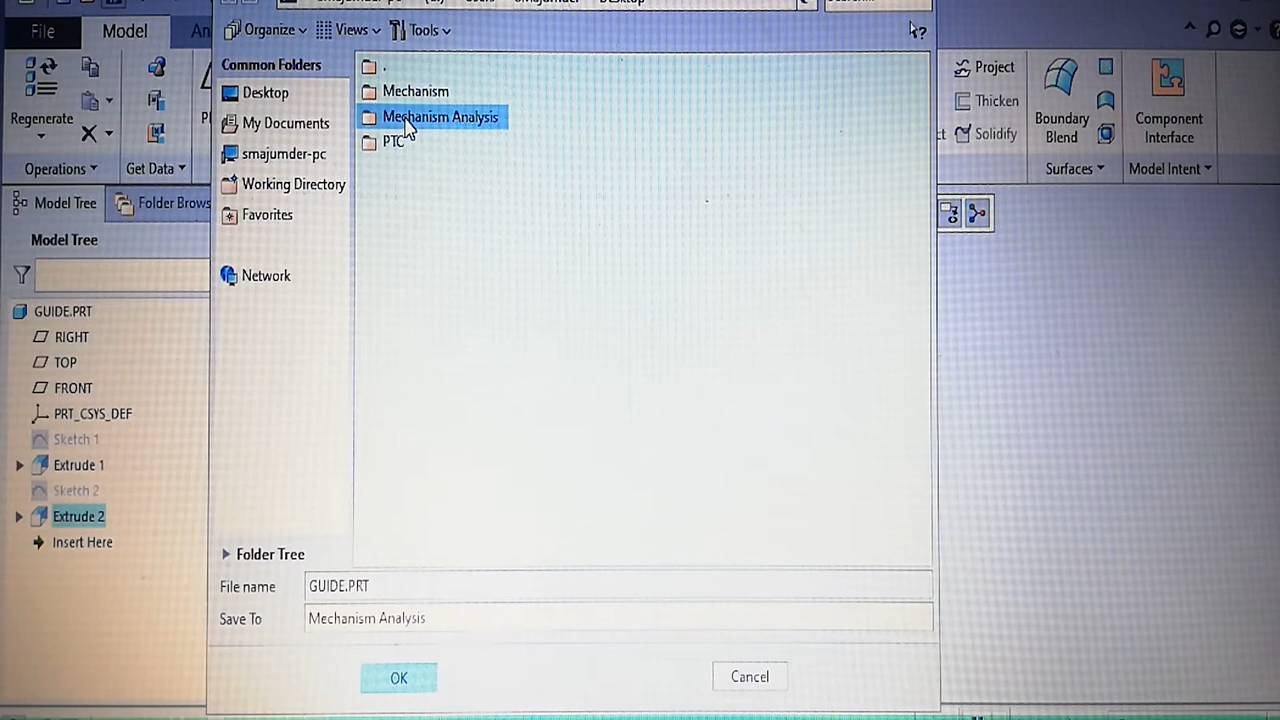 File
Model
An
Organize
Views
Tools
Common Folders
Desktop
My Documents
smajumder-pc
Working Directory
Favorites
Network
.
Mechanism
Mechanism Analysis
PTC
Regenerate
Operations
Get Data
Project
Thicken
Solidify
Boundary
Blend
Component
Interface
Surfaces
Model Intent
Model Tree
Folder Brows
Model Tree
GUIDE.PRT
RIGHT
TOP
FRONT
PRT_CSYS_DEF
Sketch 1
Extrude 1
Sketch 2
Extrude 2
Insert Here
Folder Tree
File name
GUIDE.PRT
Save To
Mechanism Analysis
OK
Cancel